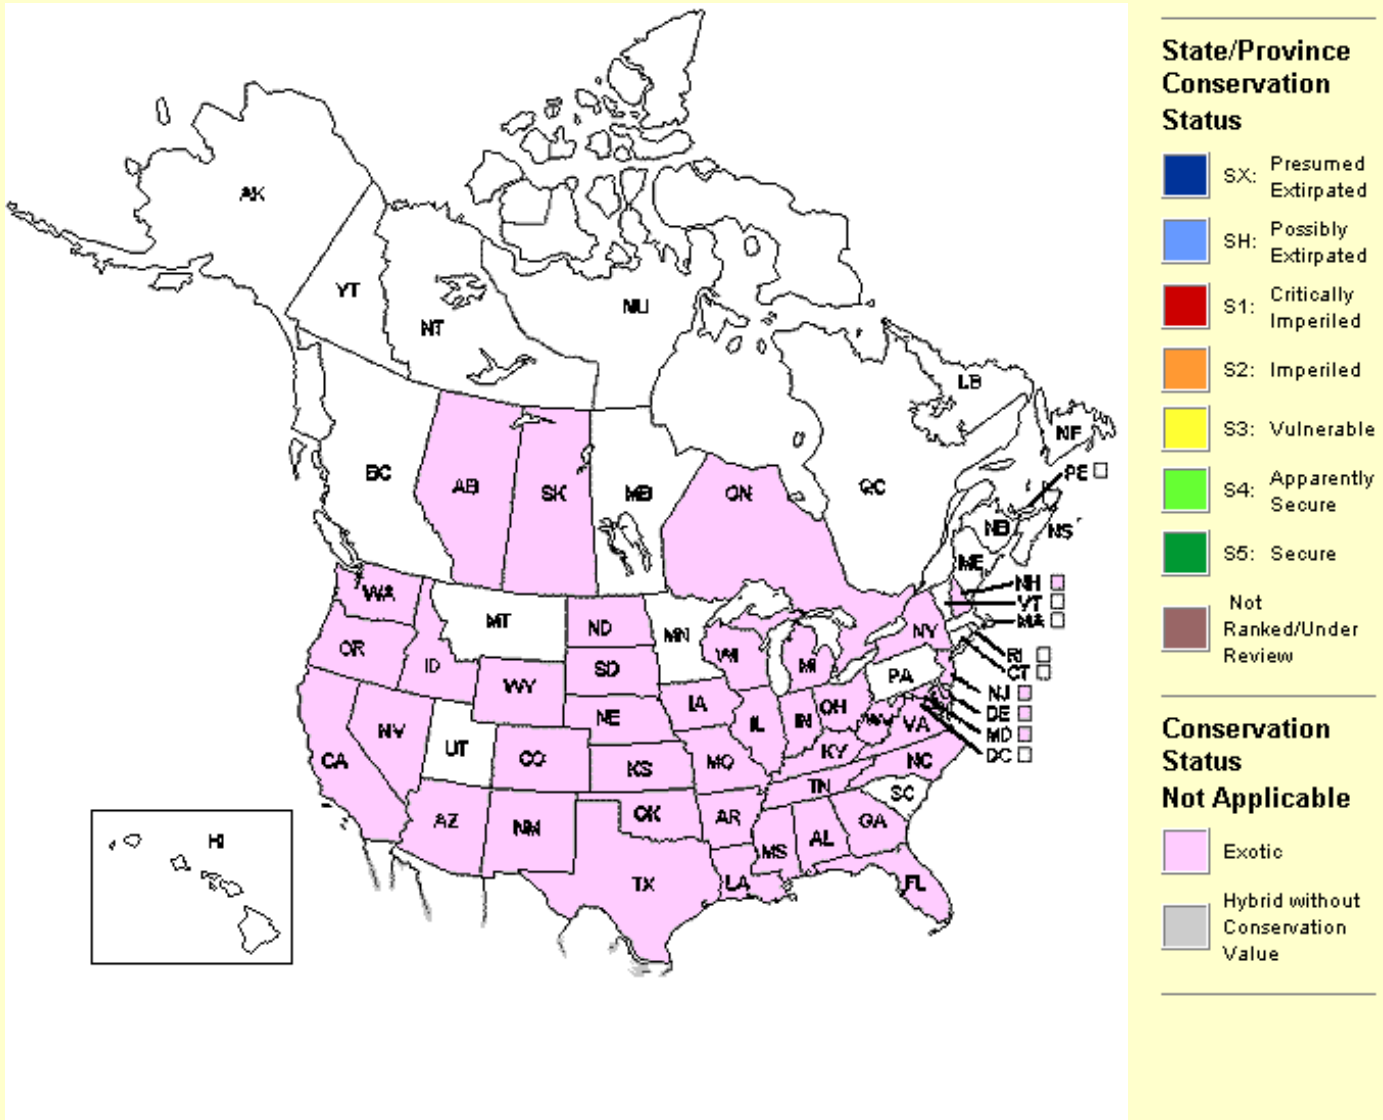 AK
YT
NT
NU
LB
NF
PE
BC
AB
SK
MB
ON
QC
NB
NS
ME
NH
VT
MA
RI
CT
NJ
DE
MD
DC
WA
MT
ND
MN
OR
ID
SD
WI
MI
NY
PA
WY
IA
NE
NV
UT
CO
CA
IL
IN
OH
WV
VA
KS
MO
KY
NC
TN
SC
AZ
NM
OK
AR
MS
AL
GA
TX
LA
FL
HI
State/Province
Conservation
Status
SX: Presumed
Extirpated
SH: Possibly
Extirpated
S1: Critically
Imperiled
S2: Imperiled
S3: Vulnerable
S4: Apparently
Secure
S5: Secure
Not
Ranked/Under
Review
Conservation
Status
Not Applicable
Exotic
Hybrid without
Conservation
Value